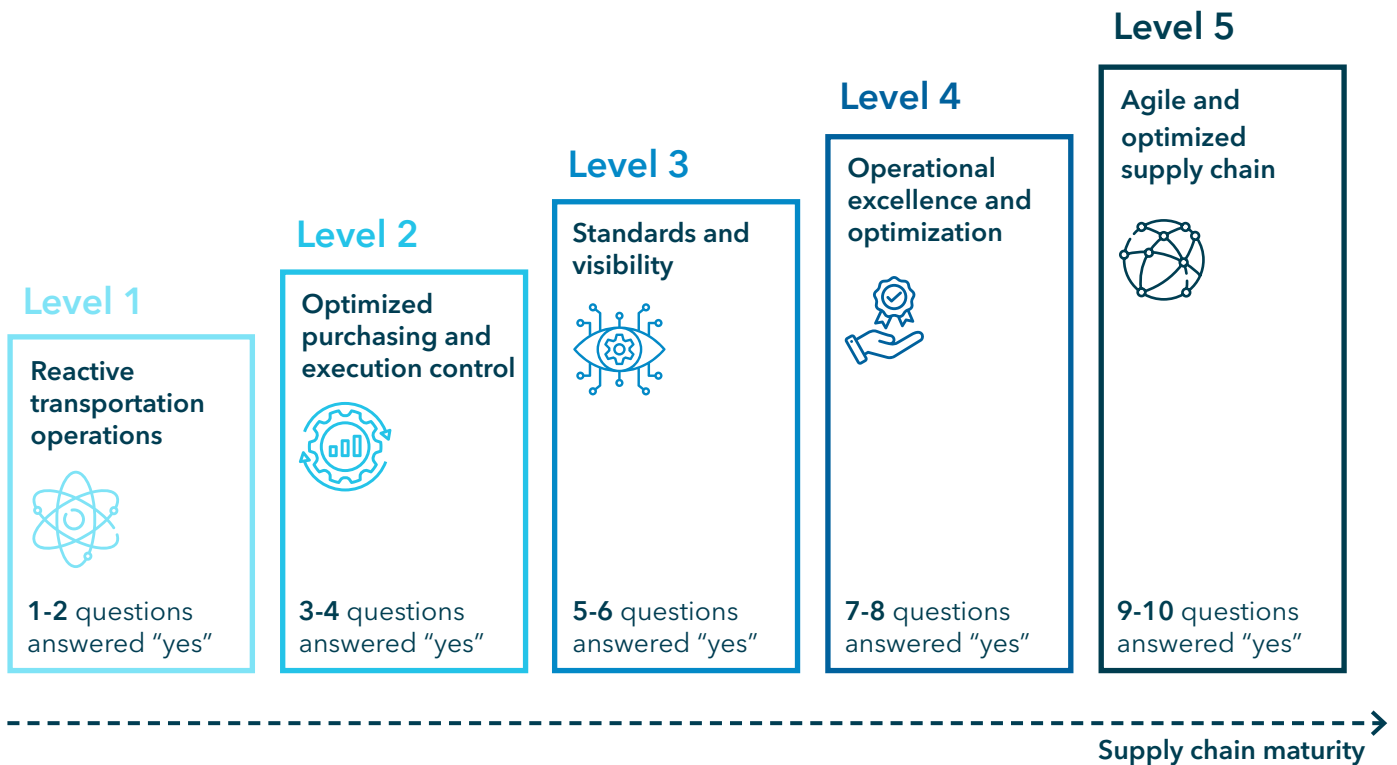 Level 1
Reactive
transportation
operations
1-2 questions
answered “yes”
Level 2
Optimized
purchasing and
execution control
3-4 questions
answered “yes”
Level 3
Standards and
visibility
5-6 questions
answered “yes”
Level 4
Operational
excellence and
optimization
7-8 questions
answered “yes”
Level 5
Agile and
optimized
supply chain
9-10 questions
answered “yes”
Supply chain maturity